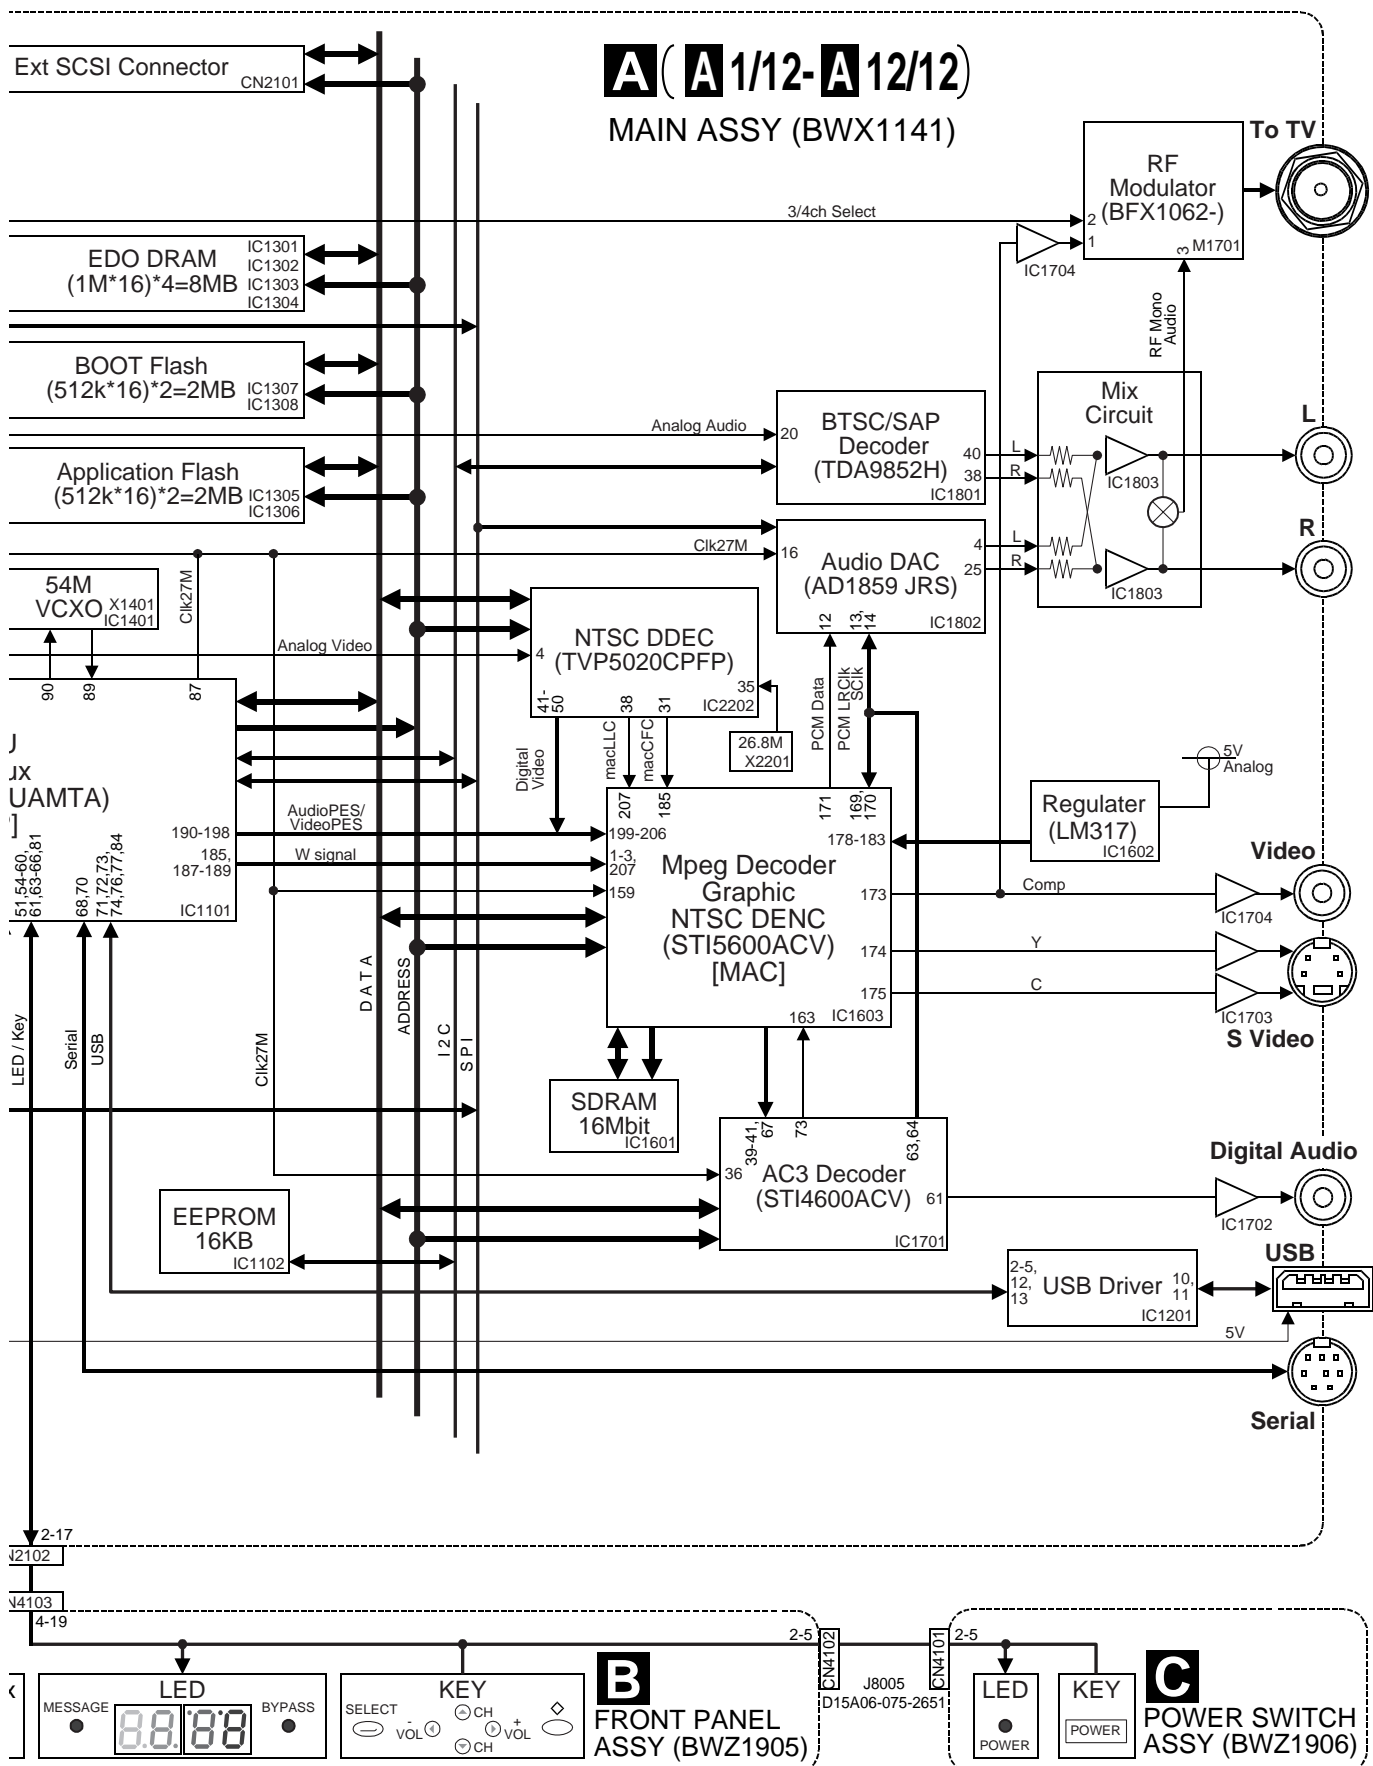 A ( A 1/12- A 12/12)
MAIN ASSY (BWX1141)
Ext SCSI Connector
CN2101
To TV
RF
Modulator
(BFX1062-)
2
1
3
M1701
3/4ch Select
IC1704
EDO DRAM
(1M*16)*4=8MB
IC1301
IC1302
IC1303
IC1304
RF Mono
Audio
BOOT Flash
(512k*16)*2=2MB
IC1307
IC1308
Mix
Circuit
IC1803
IC1803
L
R
Analog Audio
20
BTSC/SAP
Decoder
(TDA9852H)
40
38
IC1801
L
R
Application Flash
(512k*16)*2=2MB
IC1305
IC1306
Clk27M
16
Audio DAC
(AD1859 JRS)
4
25
IC1802
12
13,
14
L
R
54M
VCXO
X1401
IC1401
Clk27M
Analog Video
4
NTSC DDEC
(TVP5020CPFP)
35
IC2202
41-
50
38
31
26.8M
X2201
90
89
87
Digital
Video
macLLC
macCFC
PCM Data
PCM LRClk
SClk
5V
Analog
Regulater
(LM317)
IC1602
UAMTA)
]
190-198
185,
187-189
IC1101
51,54-60,
61,63-66,81
68,70
71,72,73,
74,76,77,84
AudioPES/
VideoPES
W signal
207
185
171
169,
170
199-206
1-3,
207
159
178-183
173
174
175
163
Mpeg Decoder
Graphic
NTSC DENC
(STI5600ACV)
[MAC]
IC1603
Comp
Y
C
IC1704
IC1703
Video
S Video
LED / Key
Serial
USB
Clk27M
DATA
ADDRESS
I2C
SPI
SDRAM
16Mbit
IC1601
39-41,
67
73
63,64
36
AC3 Decoder
(STI4600ACV)
61
IC1701
Digital Audio
IC1702
EEPROM
16KB
IC1102
USB
2-5,
12,
13
USB Driver
10,
11
IC1201
5V
Serial
2-17
N2102
N4103
4-19
2-5
CN4102
CN4101
2-5
J8005
D15A06-075-2651
LED
MESSAGE
BYPASS
88:88
KEY
SELECT
- VOL
CH
CH
+ VOL
B
FRONT PANEL
ASSY (BWZ1905)
LED
POWER
KEY
POWER
C
POWER SWITCH
ASSY (BWZ1906)